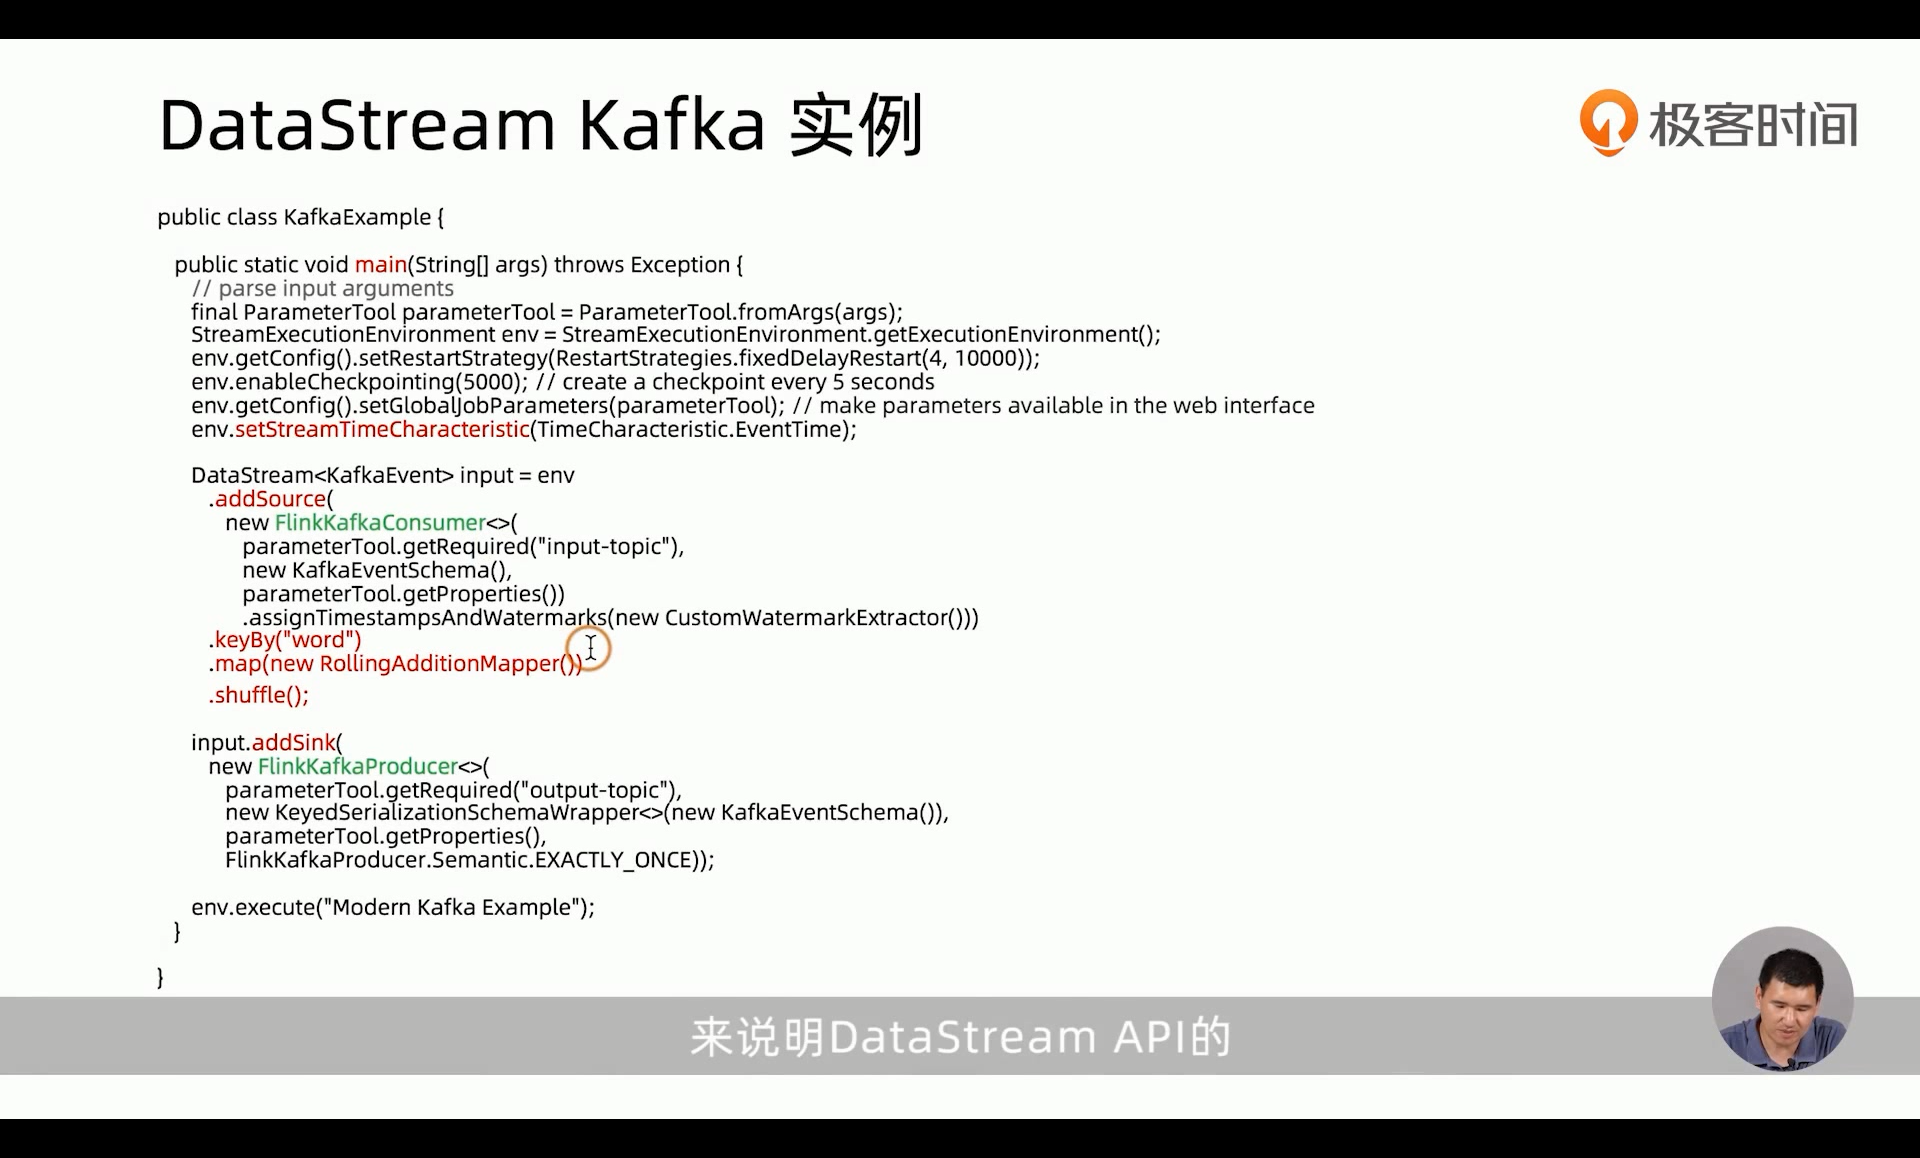 DataStream Kafka 实例
极客时间
public class KafkaExample {
public static void main(String[] args) throws Exception {
// parse input arguments
final ParameterTool parameterTool = ParameterTool.fromArgs(args);
StreamExecutionEnvironment env = StreamExecutionEnvironment.getExecutionEnvironment();
env.getConfig().setRestartStrategy(RestartStrategies.fixedDelayRestart(4, 10000));
env.enableCheckpointing(5000); // create a checkpoint every 5 seconds
env.getConfig().setGlobalJobParameters(parameterTool); // make parameters available in the web interface
env.setStreamTimeCharacteristic(TimeCharacteristic.EventTime);
DataStream<KafkaEvent> input = env
.addSource(
new FlinkKafkaConsumer<>(
parameterTool.getRequired("input-topic"),
new KafkaEventSchema(),
parameterTool.getProperties())
.assignTimestampsAndWatermarks(new CustomWatermarkExtractor()))
.keyBy("word")
.map(new RollingAdditionMapper())
.shuffle();
input.addSink(
new FlinkKafkaProducer<>(
parameterTool.getRequired("output-topic"),
new KeyedSerializationSchemaWrapper<>(new KafkaEventSchema()),
parameterTool.getProperties(),
FlinkKafkaProducer.Semantic.EXACTLY_ONCE));
env.execute("Modern Kafka Example");
}
}
来说明DataStream API的